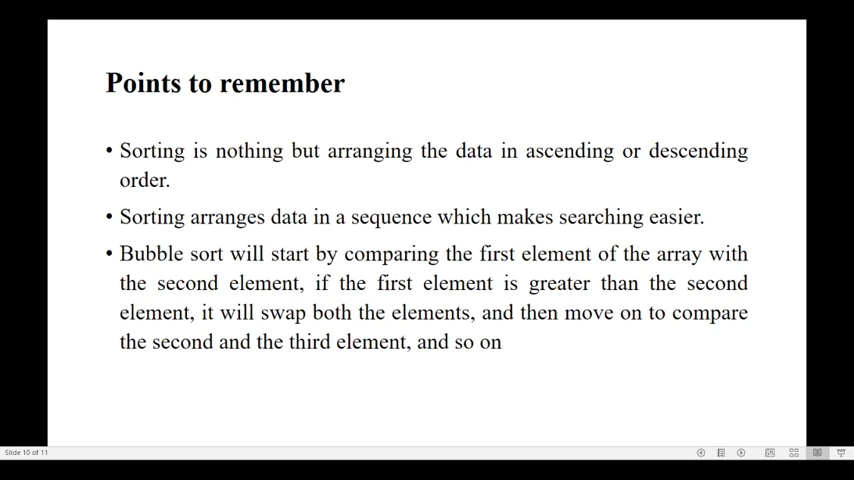 Points to remember
• Sorting is nothing but arranging the data in ascending or descending
order.
• Sorting arranges data in a sequence which makes searching easier.
• Bubble sort will start by comparing the first element of the array with
the second element, if the first element is greater than the second
element, it will swap both the elements, and then move on to compare
the second and the third element, and so on
Slide 10 of 11